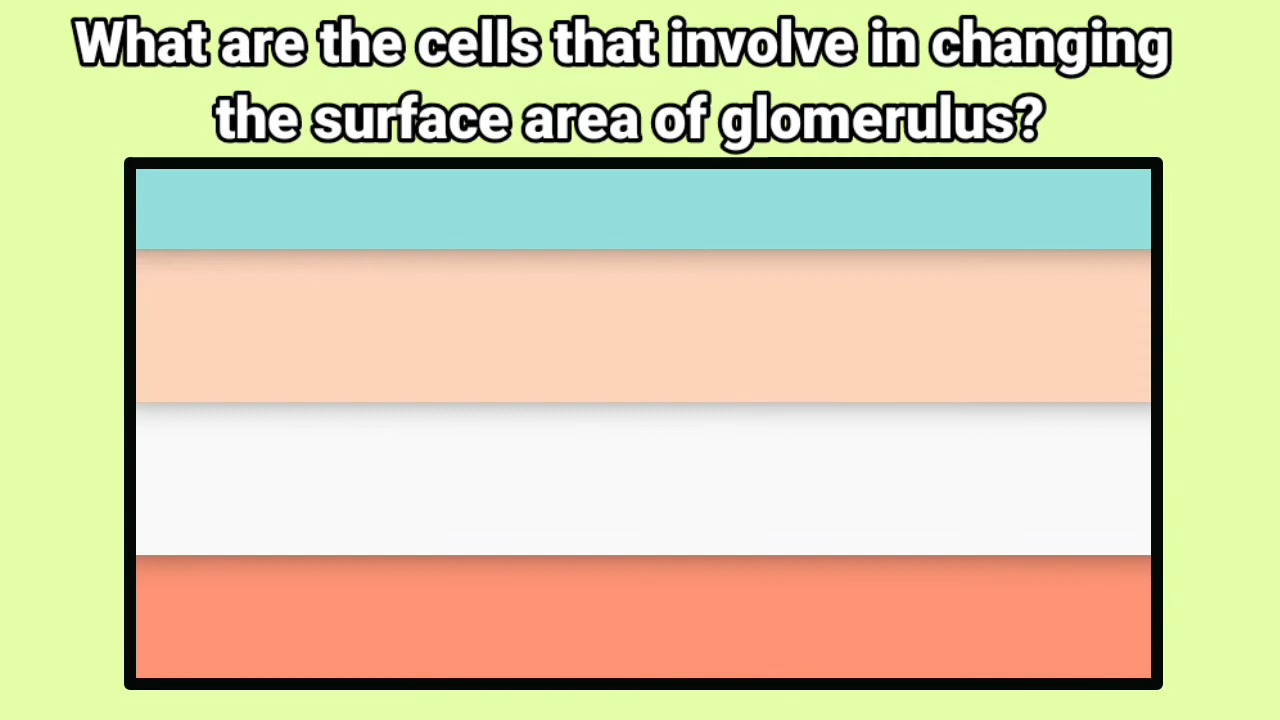 What are the cells that involve in changing
the surface area of glomerulus?